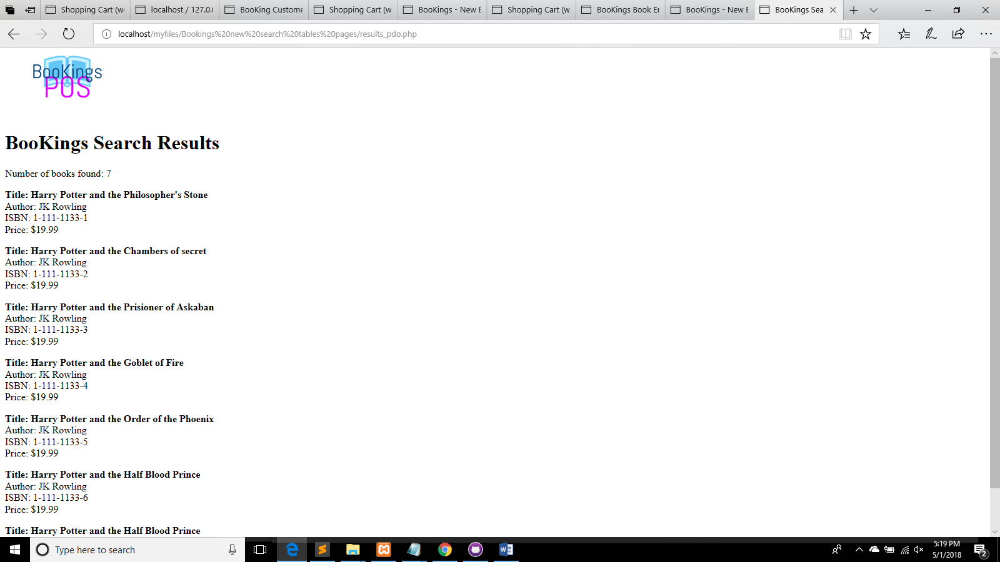 Shopping Cart (w
localhost / 127.0.
BooKing Custome
Shopping Cart (w
BooKings - New
Shopping Cart (w
BooKings Book Er
BooKings - New
BooKings Sea
localhost/myfiles/Bookings%20new%20search%20tables%20pages/results_pdo.php
BooKings
POS
BooKings Search Results
Number of books found: 7
Title: Harry Potter and the Philosopher's Stone
Author: JK Rowling
ISBN: 1-111-1133-1
Price: $19.99
Title: Harry Potter and the Chambers of secret
Author: JK Rowling
ISBN: 1-111-1133-2
Price: $19.99
Title: Harry Potter and the Prisioner of Askaban
Author: JK Rowling
ISBN: 1-111-1133-3
Price: $19.99
Title: Harry Potter and the Goblet of Fire
Author: JK Rowling
ISBN: 1-111-1133-4
Price: $19.99
Title: Harry Potter and the Order of the Phoenix
Author: JK Rowling
ISBN: 1-111-1133-5
Price: $19.99
Title: Harry Potter and the Half Blood Prince
Author: JK Rowling
ISBN: 1-111-1133-6
Price: $19.99
Title: Harry Potter and the Half Blood Prince
Type here to search
5:19 PM
5/1/2018
2